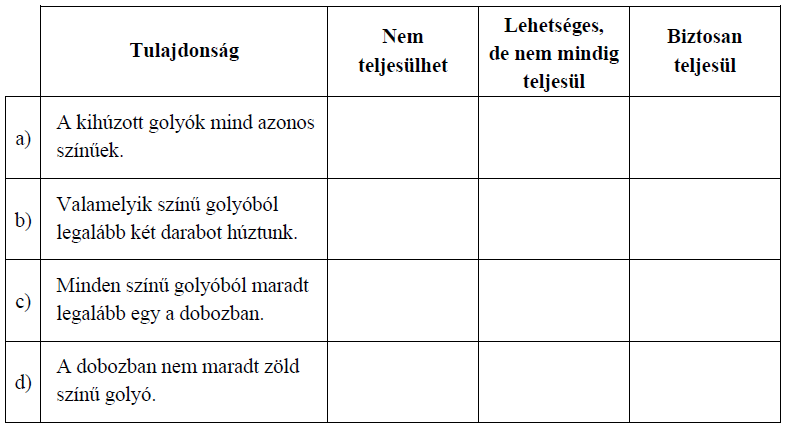 Tulajdonság
Nem
teljesülhet
Lehetséges,
de nem mindig
teljesül
Biztosan
teljesül
a)
A kihúzott golyók mind azonos
színűek.
b)
Valamelyik színű golyóból
legalább két darabot húztunk.
c)
Minden színű golyóból maradt
legalább egy a dobozban.
d)
A dobozban nem maradt zöld
színű golyó.